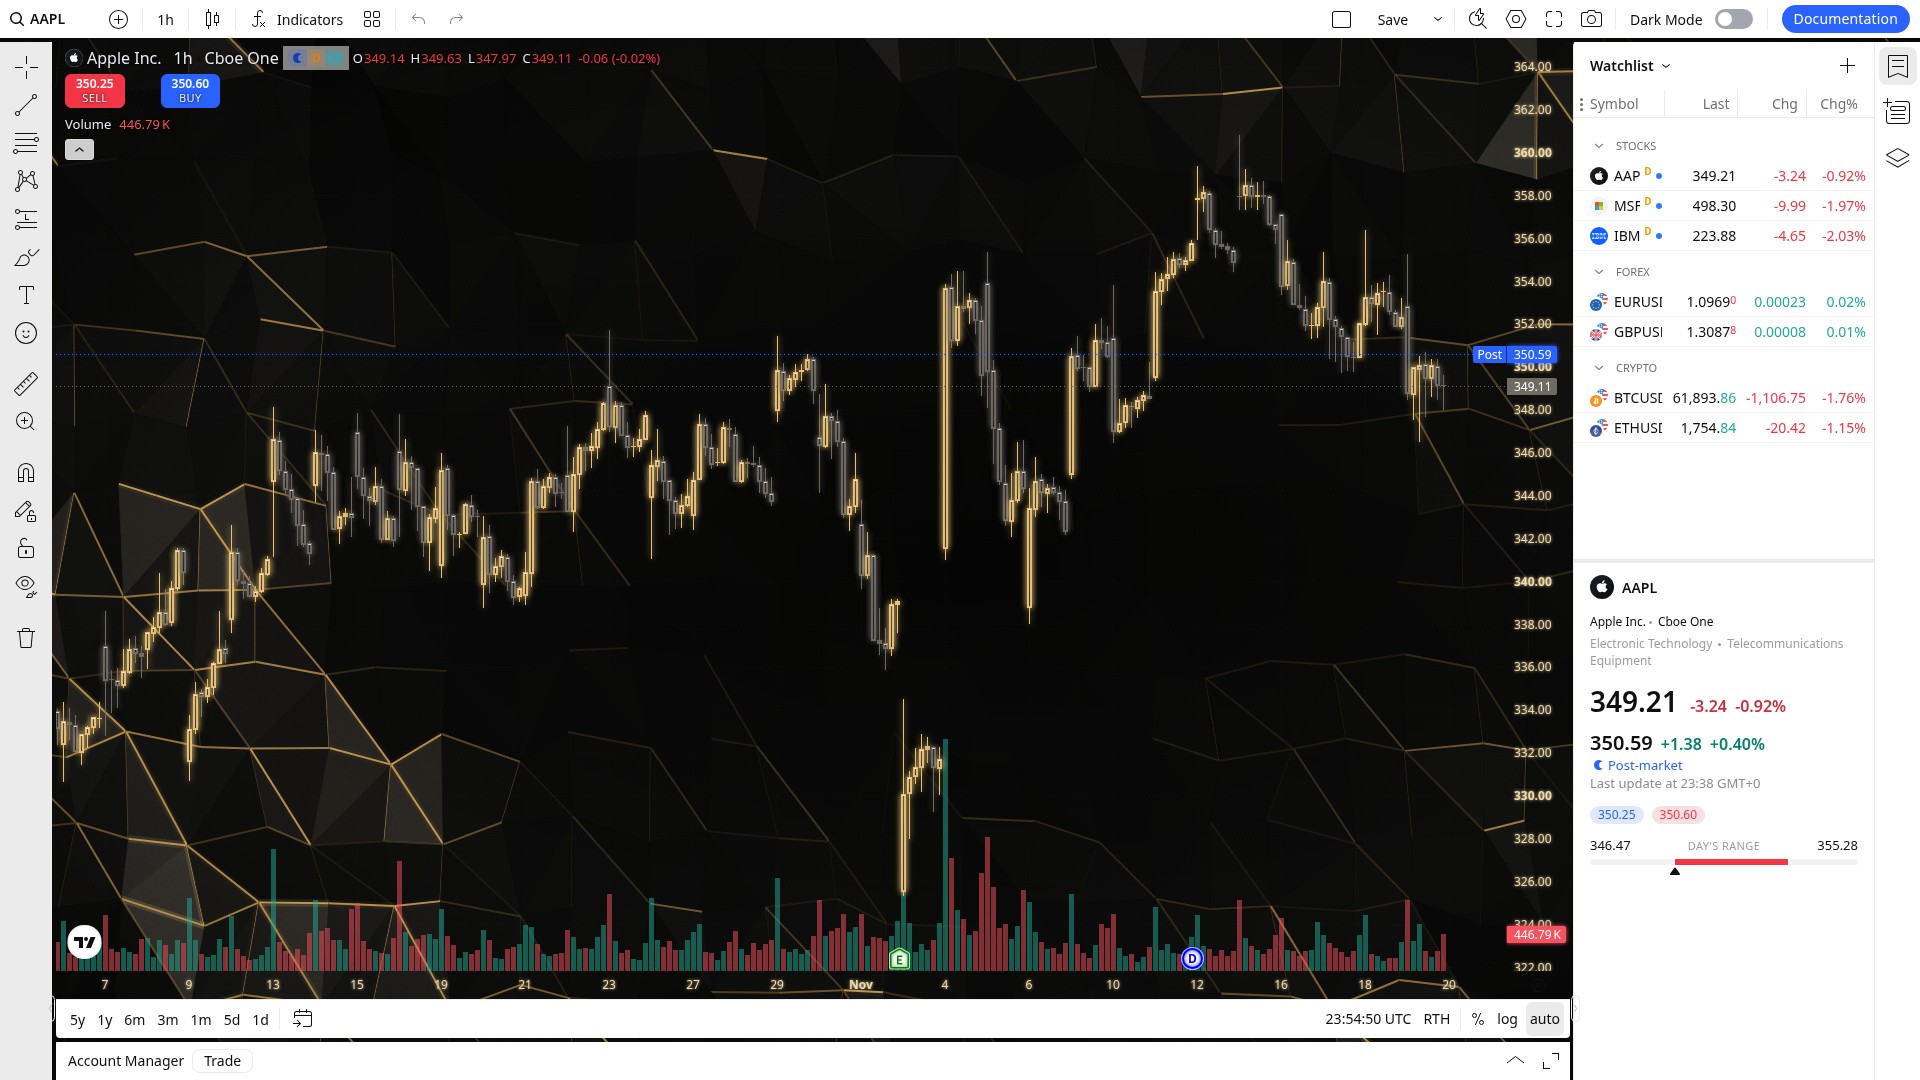 AAPL 1h Indicators Save Dark Mode Documentation
Apple Inc. 1h Cboe One O349.14 H349.63 L347.97 C349.11 -0.06 (-0.02%)
350.25 SELL
350.60 BUY
Volume 446.79 K
364.00
362.00
360.00
358.00
356.00
354.00
352.00
Post 350.59
350.00
349.11
348.00
346.00
344.00
342.00
340.00
338.00
336.00
334.00
332.00
330.00
328.00
326.00
324.00
446.79 K
322.00
E
D
7 9 13 15 19 21 23 27 29 Nov 4 6 10 12 16 18 20
5y 1y 6m 3m 1m 5d 1d 23:54:50 UTC RTH % log auto
Account Manager Trade
Watchlist
Symbol Last Chg Chg%
STOCKS
AAP D 349.21 -3.24 -0.92%
MSF D 498.30 -9.99 -1.97%
IBM D 223.88 -4.65 -2.03%
FOREX
EURUSI 1.09690 0.00023 0.02%
GBPUSI 1.30878 0.00008 0.01%
CRYPTO
BTCUSI 61,893.86 -1,106.75 -1.76%
ETHUSI 1,754.84 -20.42 -1.15%
AAPL
Apple Inc. • Cboe One
Electronic Technology • Telecommunications
Equipment
349.21 -3.24 -0.92%
350.59 +1.38 +0.40%
Post-market
Last update at 23:38 GMT+0
350.25 350.60
346.47 DAY'S RANGE 355.28